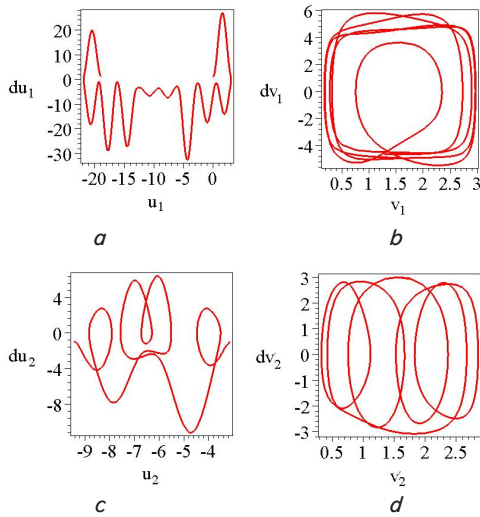 20
10
du₁ 0
-10
-20
-30
-20 -15 -10 -5 0
u₁
a
6
4
dv₁ 2
0
-2
-4
0.5 1 1.5 2 2.5 3
v₁
b
4
du₂ 0
-4
-8
-9 -8 -7 -6 -5 -4
u₂
c
3
2
1
dv₂ 0
-1
-2
-3
0.5 1 1.5 2 2.5
v₂
d